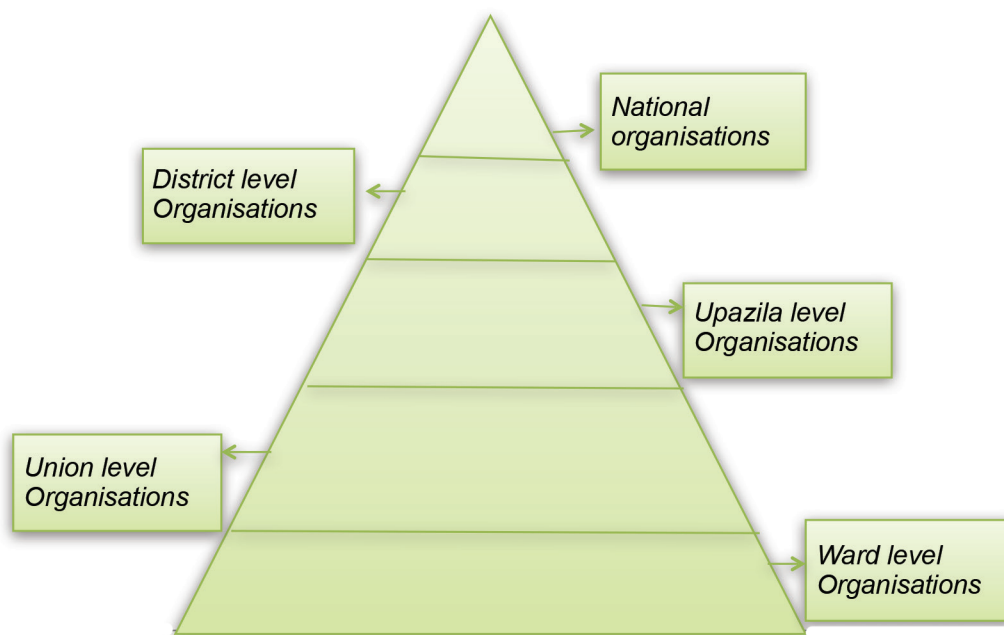 National
organisations
District level
Organisations
Upazila level
Organisations
Union level
Organisations
Ward level
Organisations